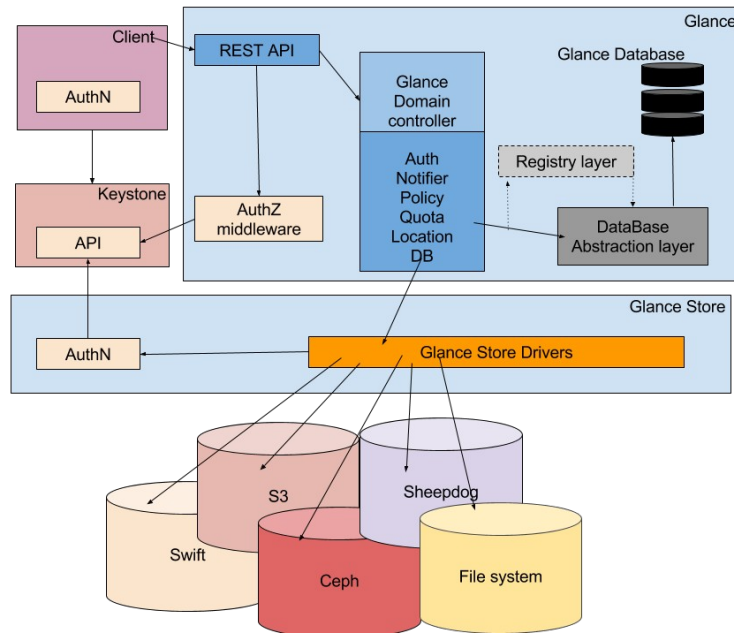 Client
AuthN
Keystone
API
Glance
REST API
Glance
Domain
controller
Auth
Notifier
Policy
Quota
Location
DB
AuthZ
middleware
Glance Database
Registry layer
DataBase
Abstraction layer
Glance Store
AuthN
Glance Store Drivers
S3
Sheepdog
Swift
Ceph
File system